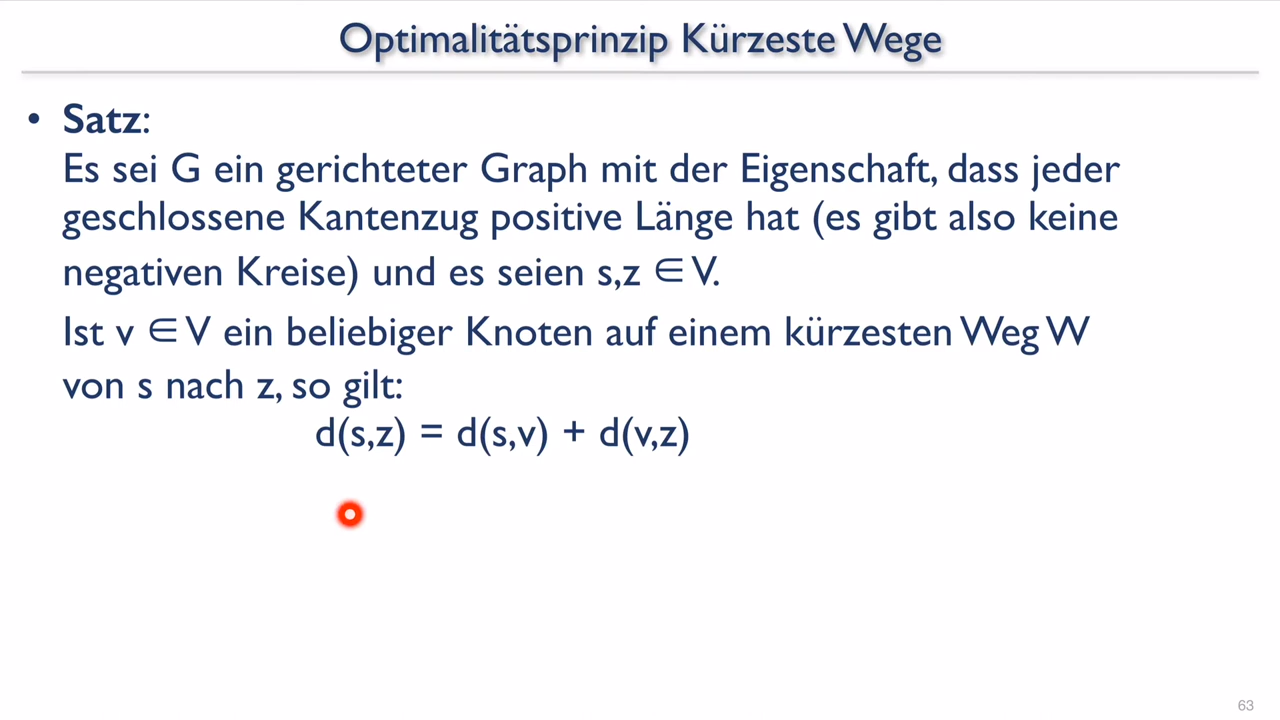 Optimalitätsprinzip Kürzeste Wege
• Satz:
Es sei G ein gerichteter Graph mit der Eigenschaft, dass jeder
geschlossene Kantenzug positive Länge hat (es gibt also keine
negativen Kreise) und es seien s,z ∈ V.
Ist v ∈ V ein beliebiger Knoten auf einem kürzesten Weg W
von s nach z, so gilt:
d(s,z) = d(s,v) + d(v,z)
63